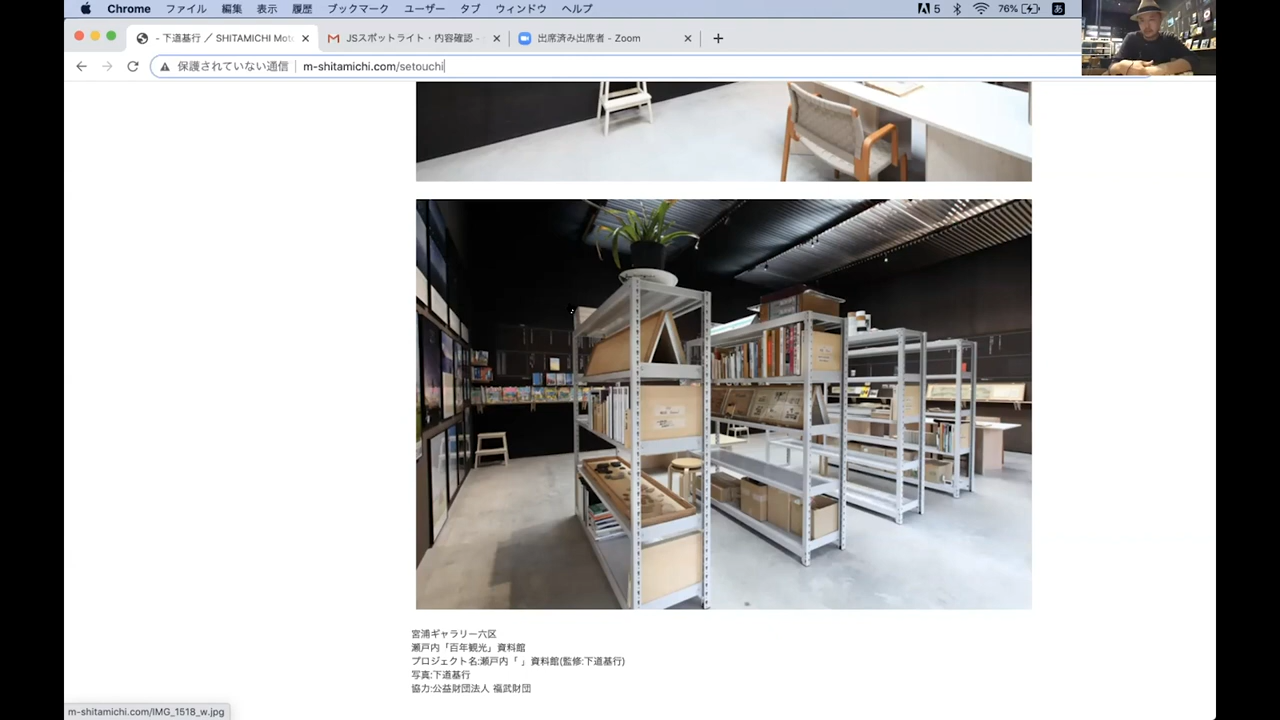 Chrome ファイル 編集 表示 履歴 ブックマーク ユーザー タブ ウィンドウ ヘルプ 5 76% あ
- 下道基行 ／ SHITAMICHI Mot JSスポットライト・内容確認 - 出席済み出席者 - Zoom
保護されていない通信 m-shitamichi.com/setouchi
宮浦ギャラリー六区
瀬戸内「百年観光」資料館
プロジェクト名:瀬戸内「 」資料館(監修:下道基行)
写真:下道基行
協力:公益財団法人 福武財団
m-shitamichi.com/IMG_1518_w.jpg